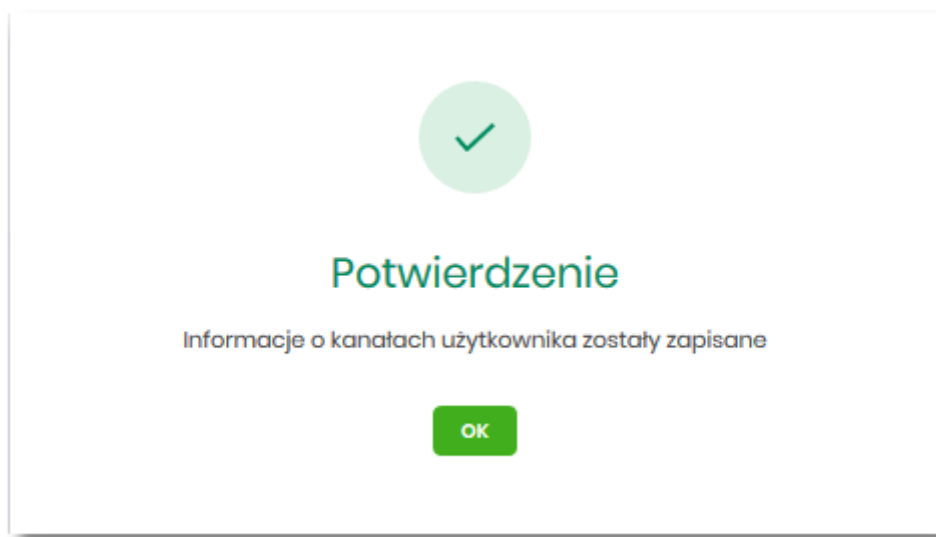 Potwierdzenie
Informacje o kanałach użytkownika zostały zapisane
OK